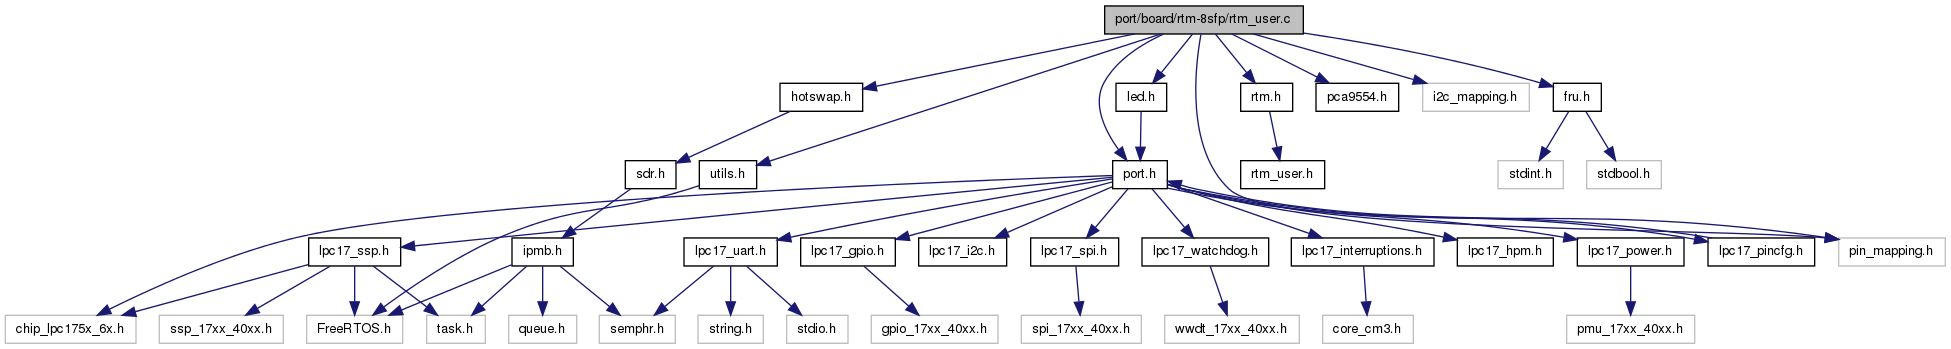 port/board/rtm-8sfp/rtm_user.c
hotswap.h
led.h
rtm.h
pca9554.h
i2c_mapping.h
fru.h
sdr.h
utils.h
port.h
rtm_user.h
stdint.h
stdbool.h
lpc17_ssp.h
ipmb.h
lpc17_uart.h
lpc17_gpio.h
lpc17_i2c.h
lpc17_spi.h
lpc17_watchdog.h
lpc17_interruptions.h
lpc17_hpm.h
lpc17_power.h
lpc17_pincfg.h
pin_mapping.h
chip_lpc175x_6x.h
ssp_17xx_40xx.h
FreeRTOS.h
task.h
queue.h
semphr.h
string.h
stdio.h
gpio_17xx_40xx.h
spi_17xx_40xx.h
wwdt_17xx_40xx.h
core_cm3.h
pmu_17xx_40xx.h